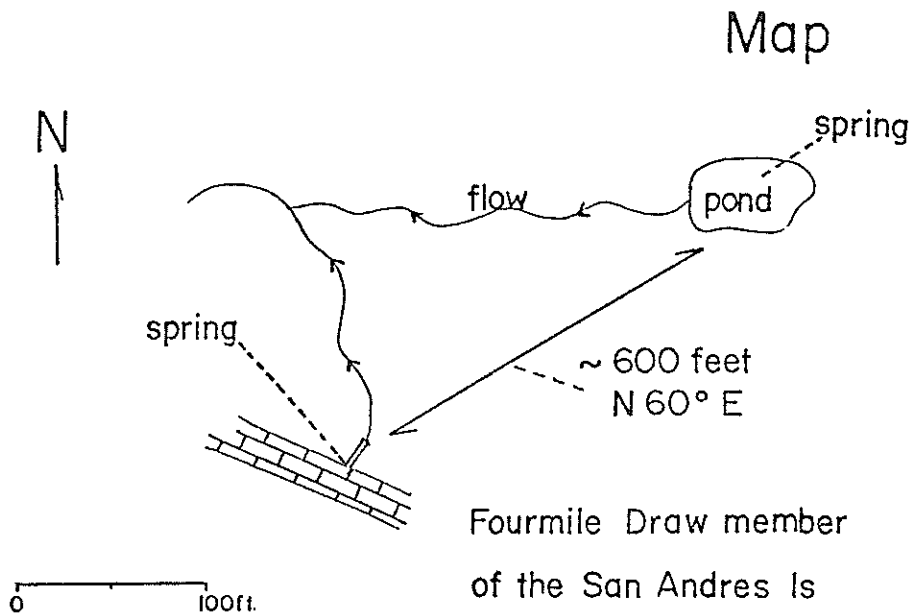 Map
N
spring
flow
pond
spring
~ 600 feet
N 60° E
Fourmile Draw member
of the San Andres ls
0 100ft.